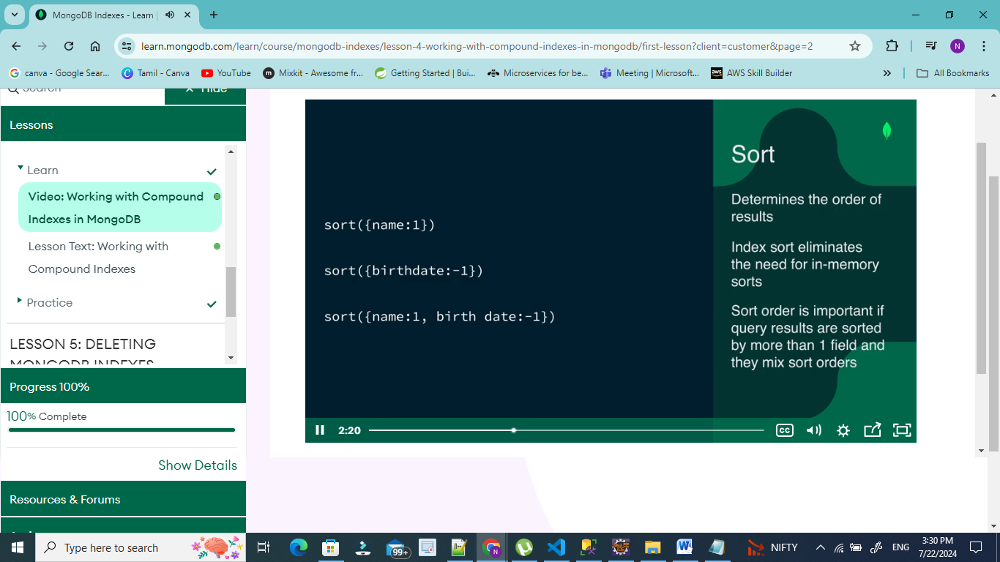 MongoDB Indexes - Learn |
learn.mongodb.com/learn/course/mongodb-indexes/lesson-4-working-with-compound-indexes-in-mongodb/first-lesson?client=customer&page=2
N
canva - Google Sear...
Tamil - Canva
YouTube
m
Mixkit - Awesome fr...
Getting Started | Bui...
Microservices for be...
Meeting | Microsoft...
aws
AWS Skill Builder
»
All Bookmarks
Search
× Hide
Lessons
Learn
Video: Working with Compound
Indexes in MongoDB
Lesson Text: Working with
Compound Indexes
Practice
LESSON 5: DELETING
MONGODB INDEXES
Progress 100%
100% Complete
Show Details
Resources & Forums
sort({name:1})
sort({birthdate:-1})
sort({name:1, birth date:-1})
Sort
Determines the order of
results
Index sort eliminates
the need for in-memory
sorts
Sort order is important if
query results are sorted
by more than 1 field and
they mix sort orders
2:20
CC
Type here to search
99+
N
NIFTY
ENG
3:30 PM
7/22/2024